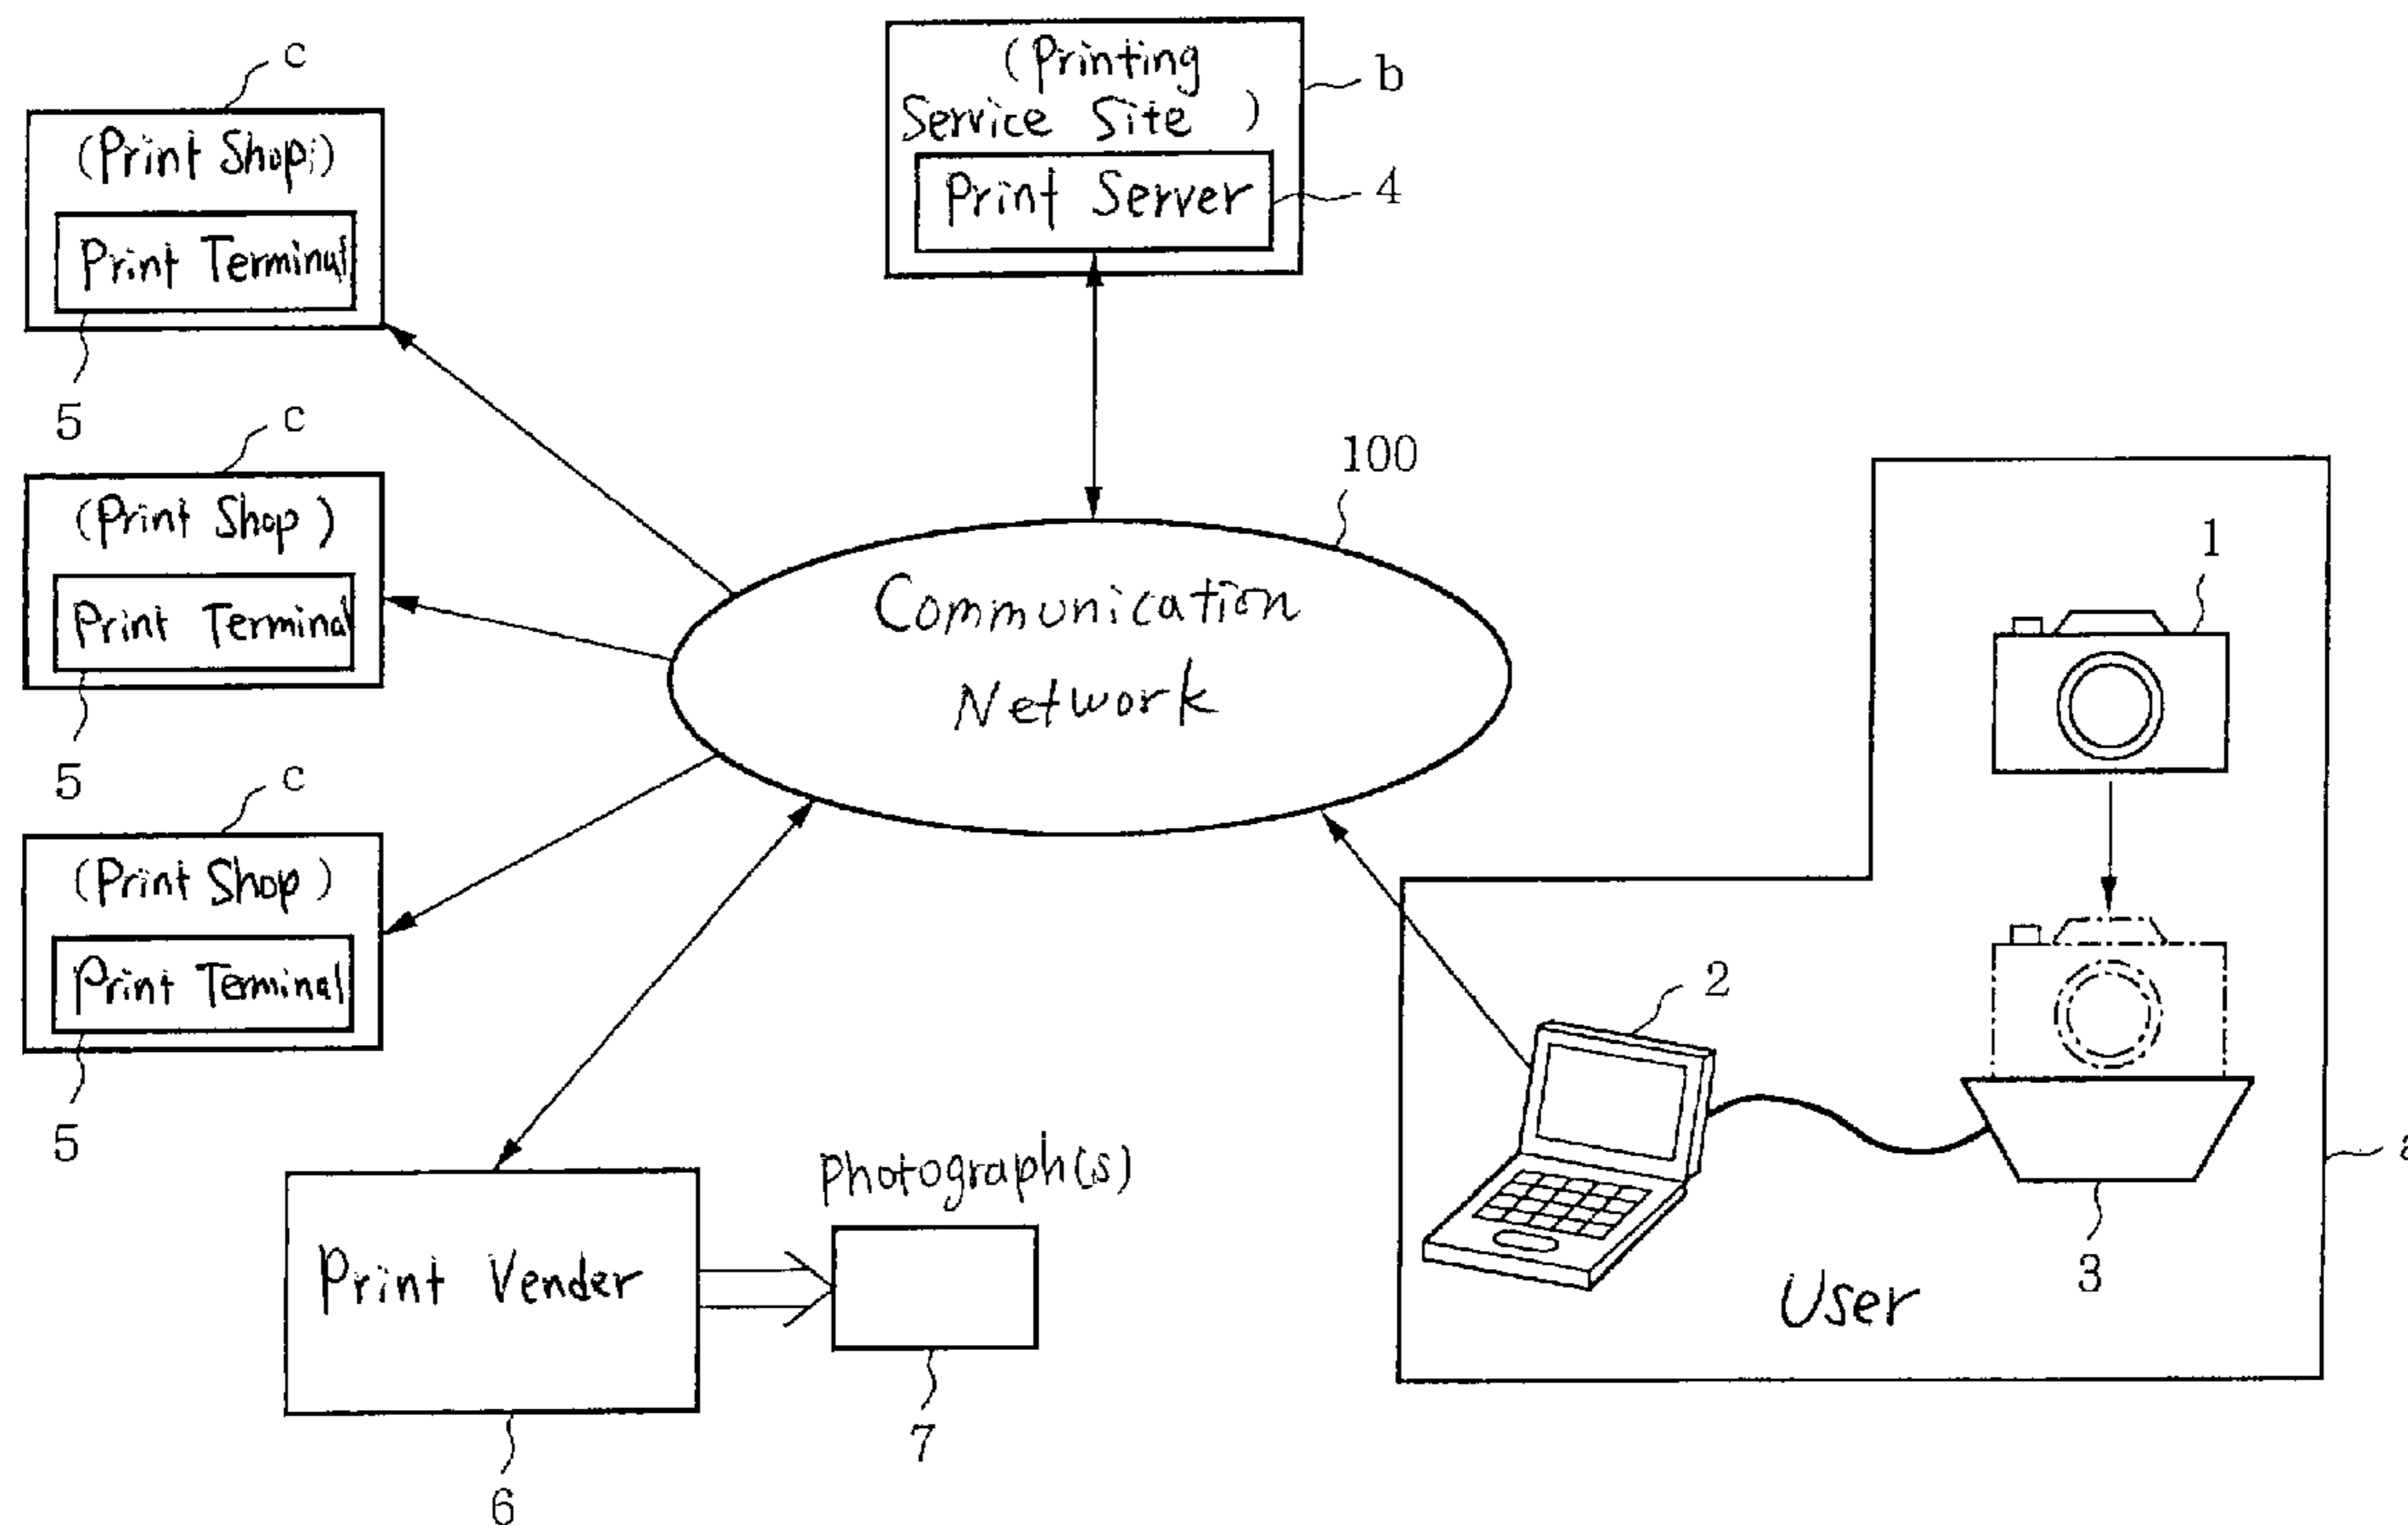 c
(Print Shop)
Print Terminal
5
c
(Print Shop)
Print Terminal
5
c
(Print Shop)
Print Terminal
5
(Printing
Service Site)
b
Print Server
4
100
Communication
Network
1
2
3
User
Print Vender
6
Photograph(s)
7